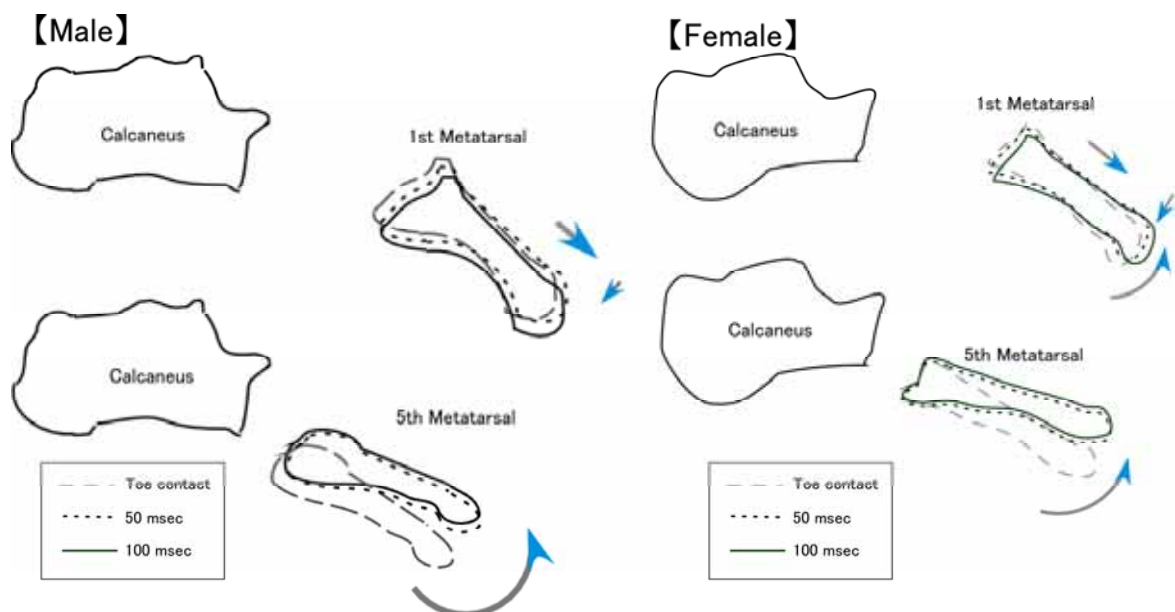 【Male】
Calcaneus
1st Metatarsal
Calcaneus
5th Metatarsal
Toe contact
50 msec
100 msec
【Female】
Calcaneus
1st Metatarsal
Calcaneus
5th Metatarsal
Toe contact
50 msec
100 msec